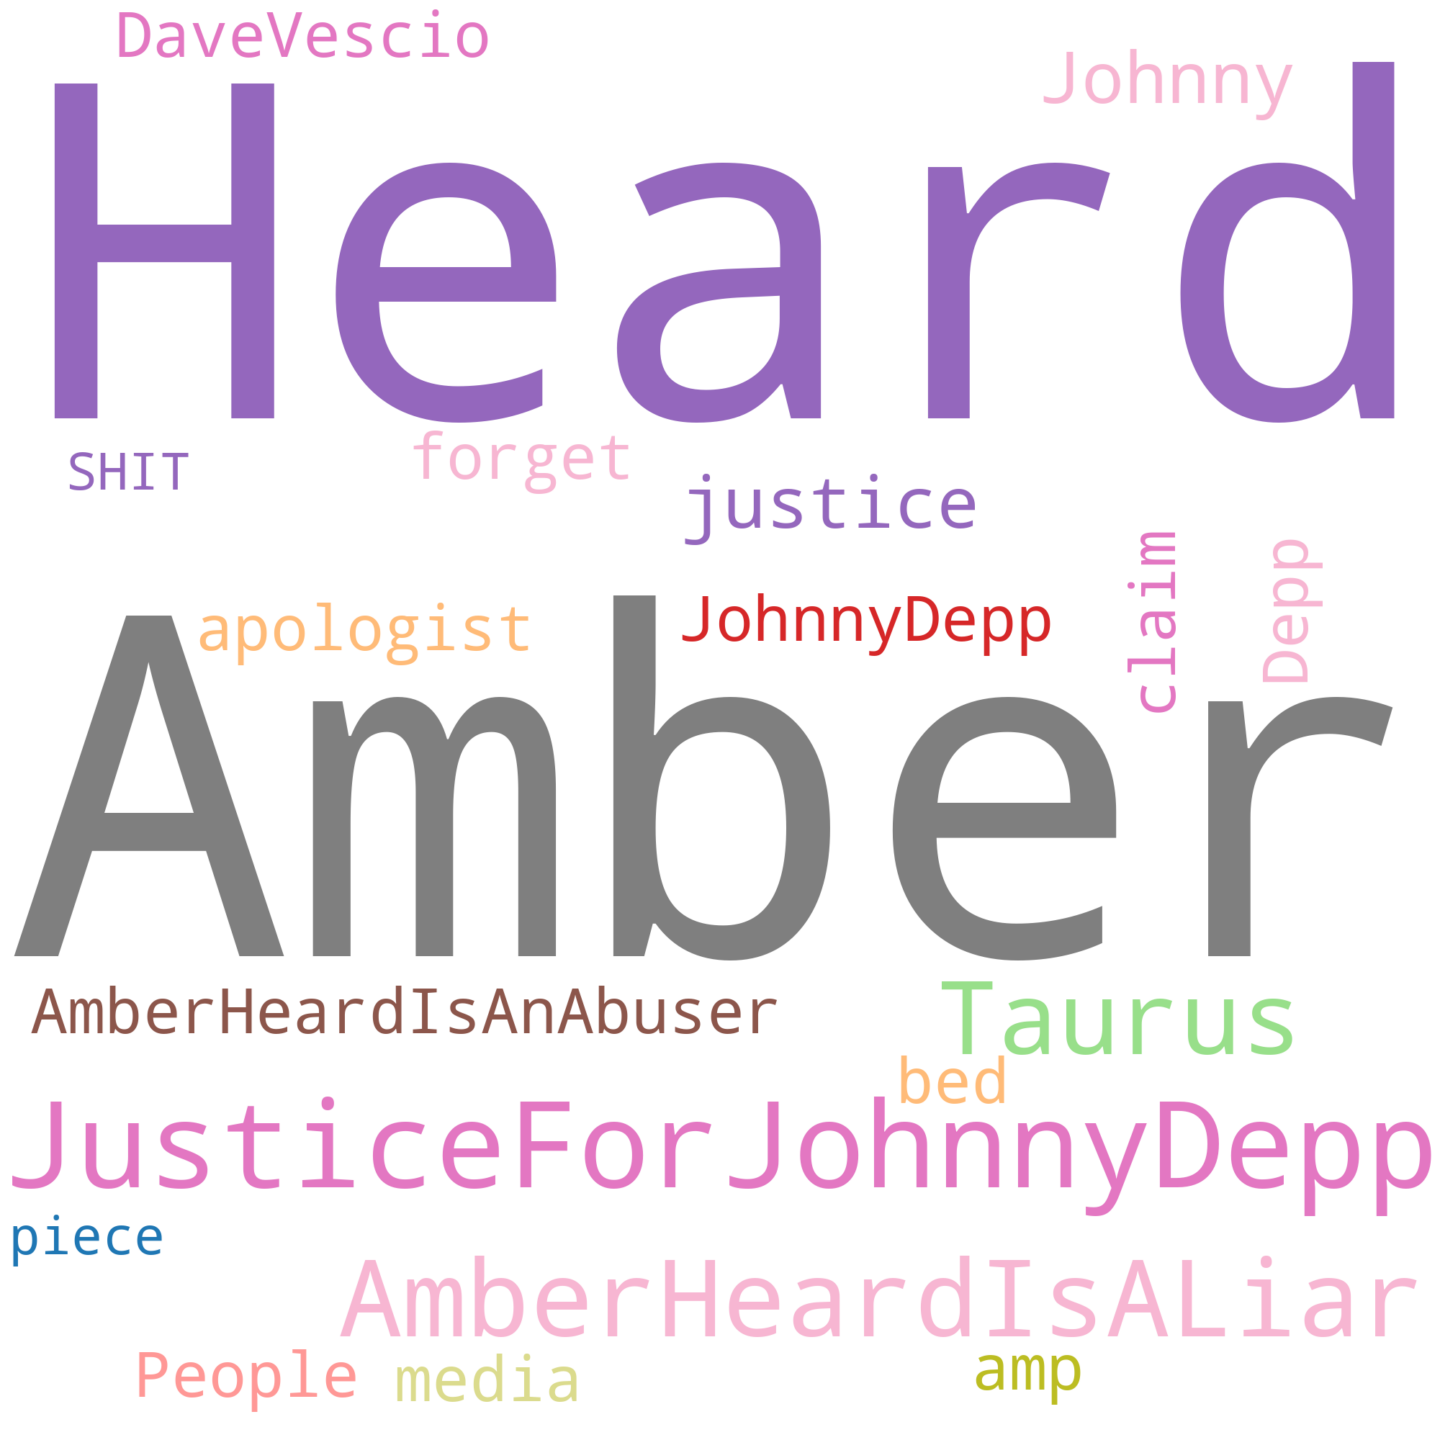 DaveVescio
Johnny
Heard
SHIT
forget
justice
claim
Depp
apologist
JohnnyDepp
Amber
AmberHeardIsAnAbuser
Taurus
bed
JusticeForJohnnyDepp
piece
AmberHeardIsALiar
People
media
amp